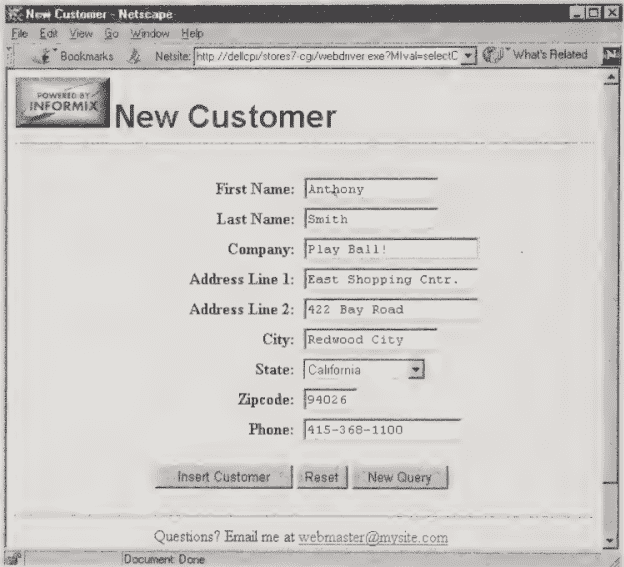 New Customer - Netscape
File Edit View Go Window Help
Bookmarks Netsite: http://dellcpi/stores7-cgi/webdriver.exe?MIval=selectC What's Related N
POWERED BY
INFORMIX
New Customer
First Name: Anthony
Last Name: Smith
Company: Play Ball!
Address Line 1: East Shopping Cntr.
Address Line 2: 422 Bay Road
City: Redwood City
State: California
Zipcode: 94026
Phone: 415-368-1100
Insert Customer Reset New Query
Questions? Email me at webmaster@mysite.com
Document: Done